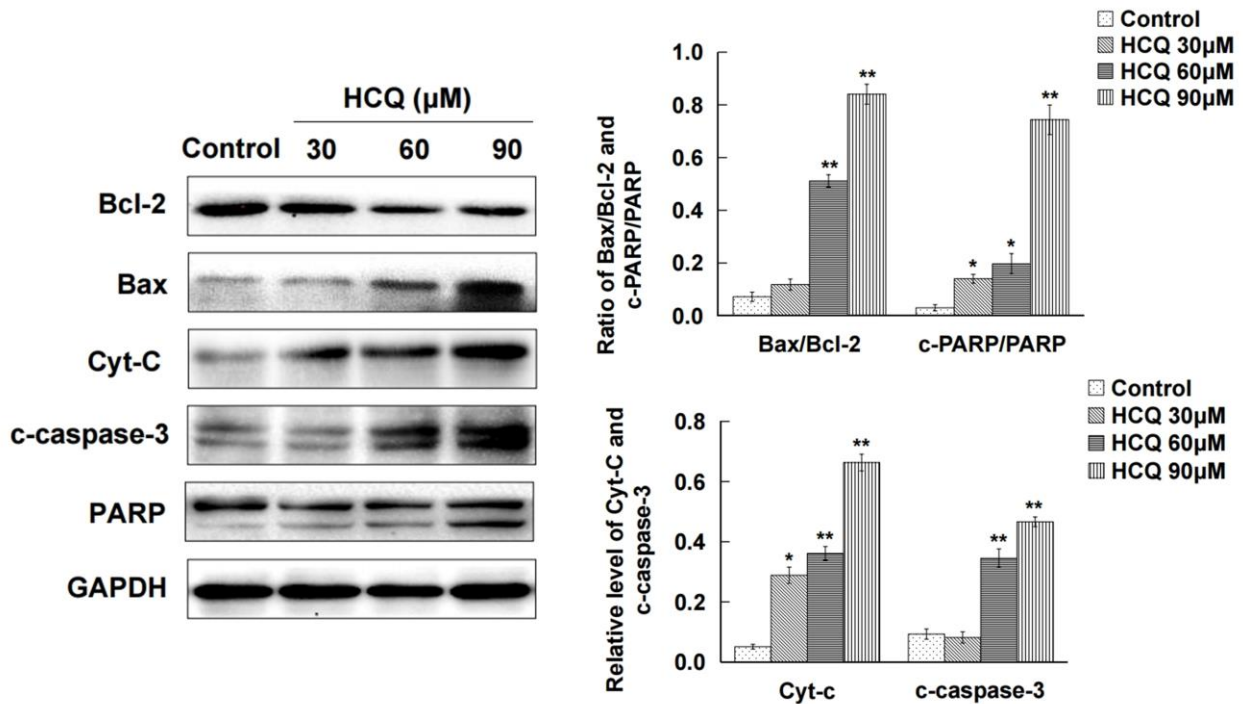 HCQ (µM)
Control 30 60 90
Bcl-2
Bax
Cyt-C
c-caspase-3
PARP
GAPDH
Control
HCQ 30µM
HCQ 60µM
HCQ 90µM
Ratio of Bax/Bcl-2 and
c-PARP/PARP
1.0
0.8
0.6
0.4
0.2
0.0
**
**
*
*
**
Bax/Bcl-2 c-PARP/PARP
Control
HCQ 30µM
HCQ 60µM
HCQ 90µM
Relative level of Cyt-C and
c-caspase-3
0.8
0.6
0.4
0.2
0.0
*
**
**
**
**
Cyt-c c-caspase-3